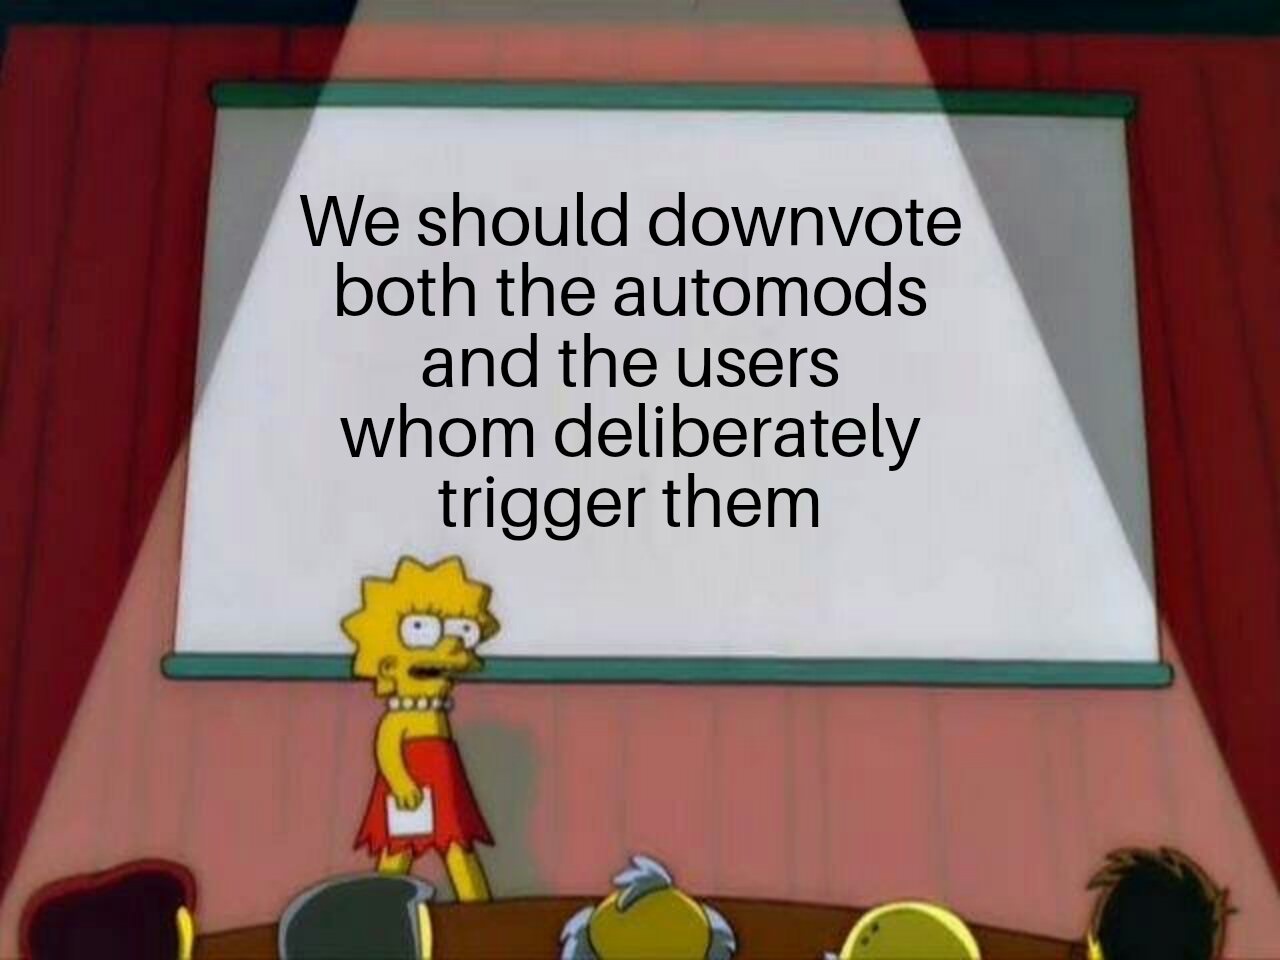 We should downvote
both the automods
and the users
whom deliberately
trigger them